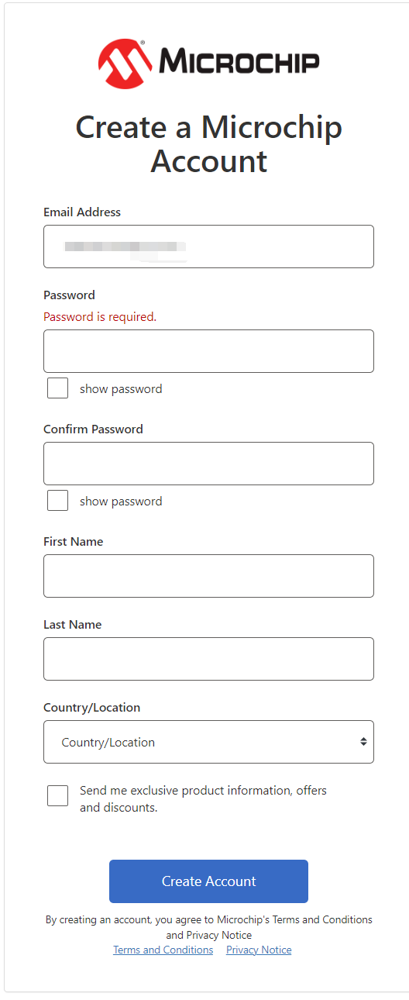 MICROCHIP
Create a Microchip
Account
Email Address
Password
Password is required.
show password
Confirm Password
show password
First Name
Last Name
Country/Location
Country/Location
Send me exclusive product information, offers
and discounts.
Create Account
By creating an account, you agree to Microchip's Terms and Conditions
and Privacy Notice
Terms and Conditions Privacy Notice